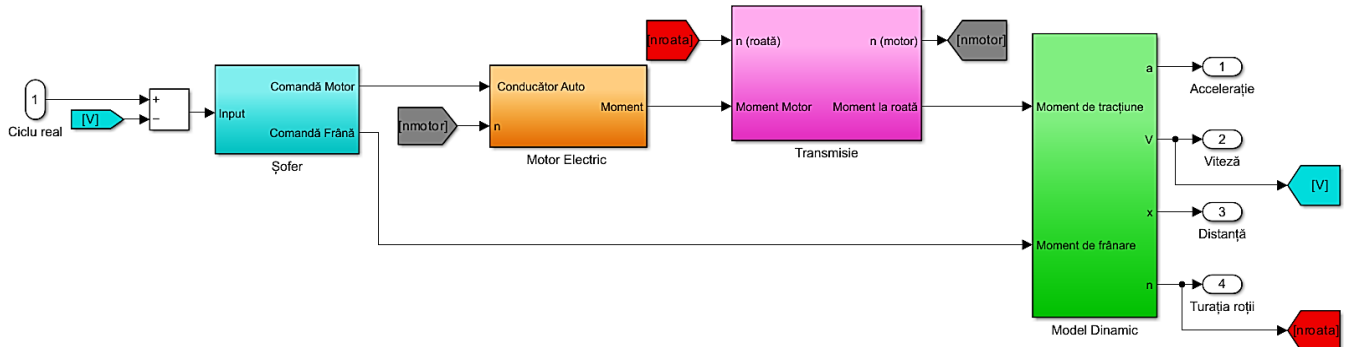 1
Ciclu real
[V]
+
−
Input
Comandă Motor
Comandă Frână
Șofer
[nmotor]
Conducător Auto
n
Moment
Motor Electric
[nroata]
n (roată)
n (motor)
Moment Motor
Moment la roată
Transmisie
[nmotor]
Moment de tracțiune
Moment de frânare
a
V
x
n
Model Dinamic
1
Accelerație
2
Viteză
[V]
3
Distanță
4
Turația roții
[nroata]